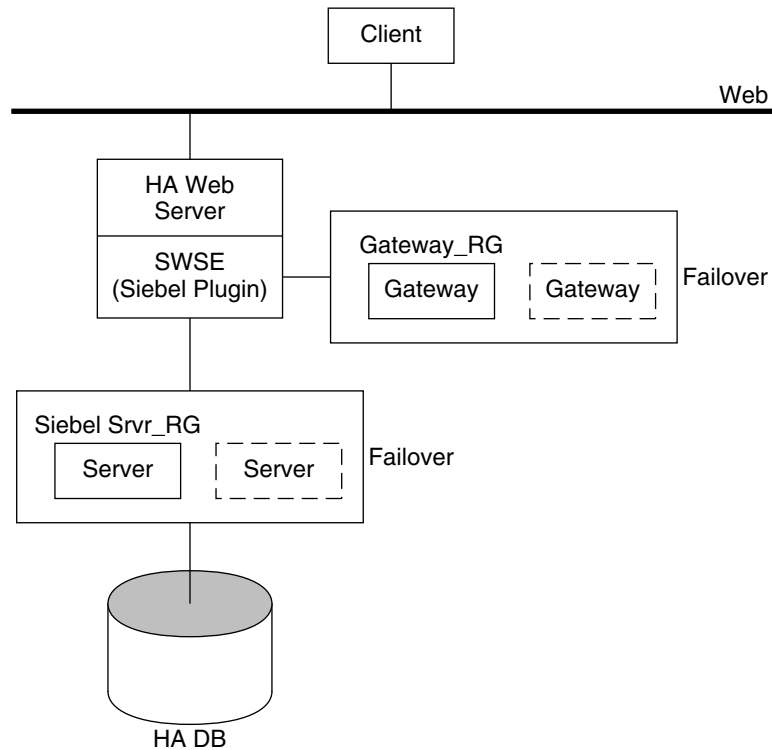 Client
Web
HA Web
Server
SWSE
(Siebel Plugin)
Gateway_RG
Gateway
Gateway
Failover
Siebel Srvr_RG
Server
Server
Failover
HA DB